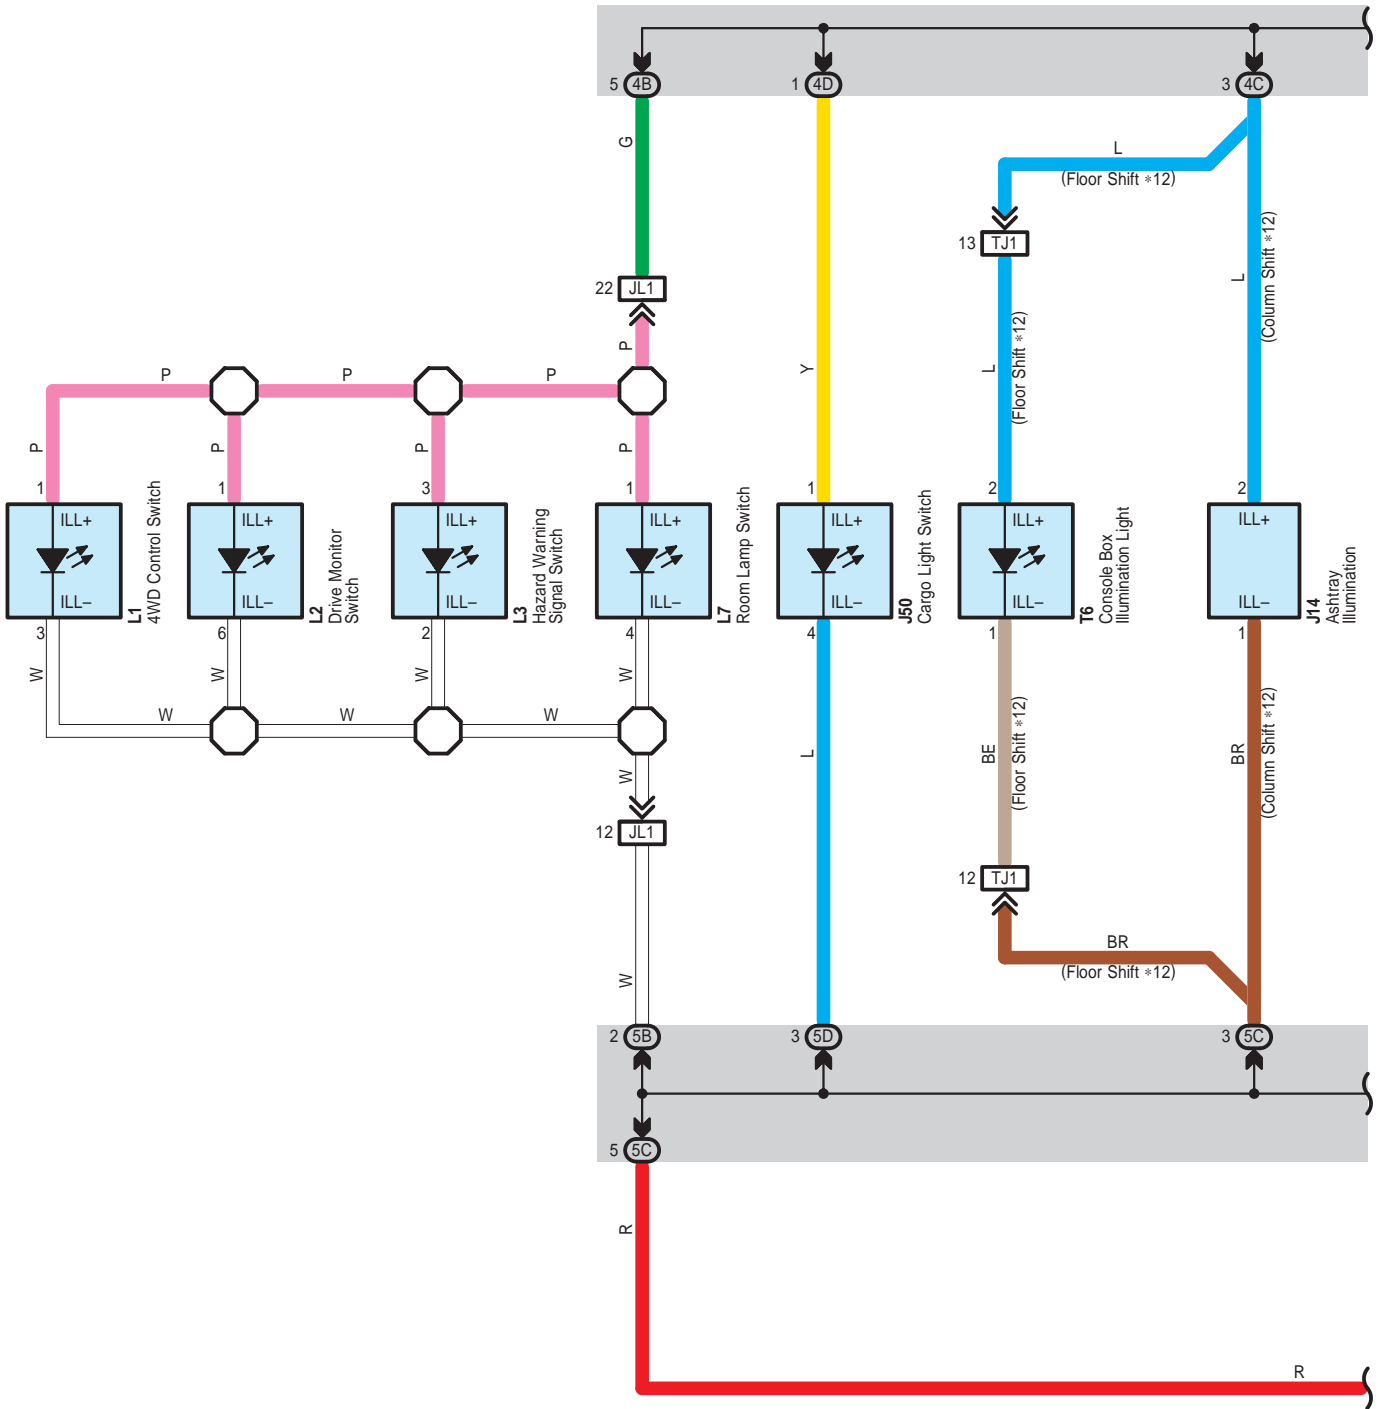 5 4B
1 4D
3 4C
G
L
(Floor Shift *12)
13 TJ1
L
(Column Shift *12)
22 JL1
P
L
(Floor Shift *12)
Y
P P P
P P P P
1 1 3 1 1 2 2
ILL+ ILL+ ILL+ ILL+ ILL+ ILL+ ILL+
ILL– ILL– ILL– ILL– ILL– ILL– ILL–
L1
4WD Control Switch
L2
Drive Monitor
Switch
L3
Hazard Warning
Signal Switch
L7
Room Lamp Switch
J50
Cargo Light Switch
T6
Console Box
Illumination Light
J14
Ashtray
Illumination
3 6 2 4 4 1 1
W W W W
W W W
L
BE
(Floor Shift *12)
BR
(Column Shift *12)
W
12 JL1
12 TJ1
BR
(Floor Shift *12)
W
2 5B
3 5D
3 5C
5 5C
R
R